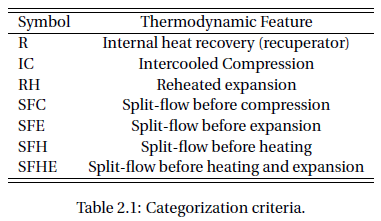 Symbol Thermodynamic Feature
R Internal heat recovery (recuperator)
IC Intercooled Compression
RH Reheated expansion
SFC Split-flow before compression
SFE Split-flow before expansion
SFH Split-flow before heating
SFHE Split-flow before heating and expansion
Table 2.1: Categorization criteria.